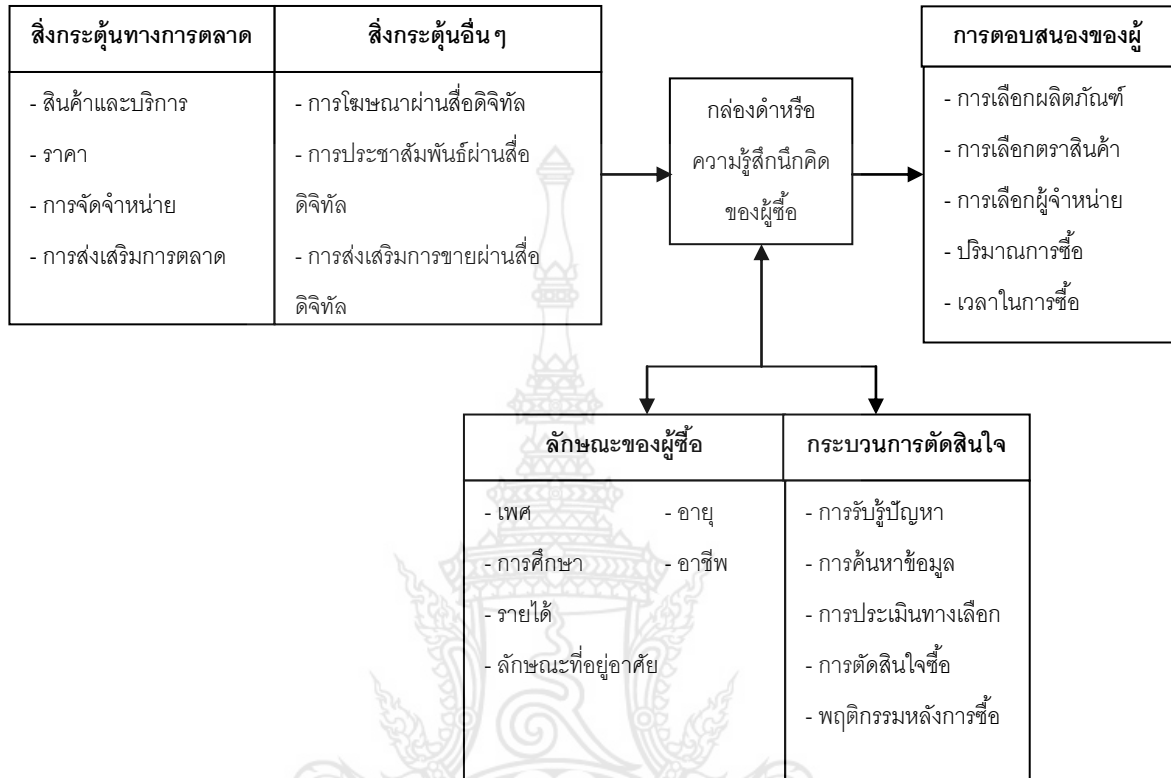 สิ่งกระตุ้นทางการตลาด
- สินค้าและบริการ
- ราคา
- การจัดจำหน่าย
- การส่งเสริมการตลาด
สิ่งกระตุ้นอื่น ๆ
- การโฆษณาผ่านสื่อดิจิทัล
- การประชาสัมพันธ์ผ่านสื่อ
ดิจิทัล
- การส่งเสริมการขายผ่านสื่อ
ดิจิทัล
กล่องดำหรือ
ความรู้สึกนึกคิด
ของผู้ซื้อ
การตอบสนองของผู้
- การเลือกผลิตภัณฑ์
- การเลือกตราสินค้า
- การเลือกผู้จำหน่าย
- ปริมาณการซื้อ
- เวลาในการซื้อ
ลักษณะของผู้ซื้อ
- เพศ - อายุ
- การศึกษา - อาชีพ
- รายได้
- ลักษณะที่อยู่อาศัย
กระบวนการตัดสินใจ
- การรับรู้ปัญหา
- การค้นหาข้อมูล
- การประเมินทางเลือก
- การตัดสินใจซื้อ
- พฤติกรรมหลังการซื้อ